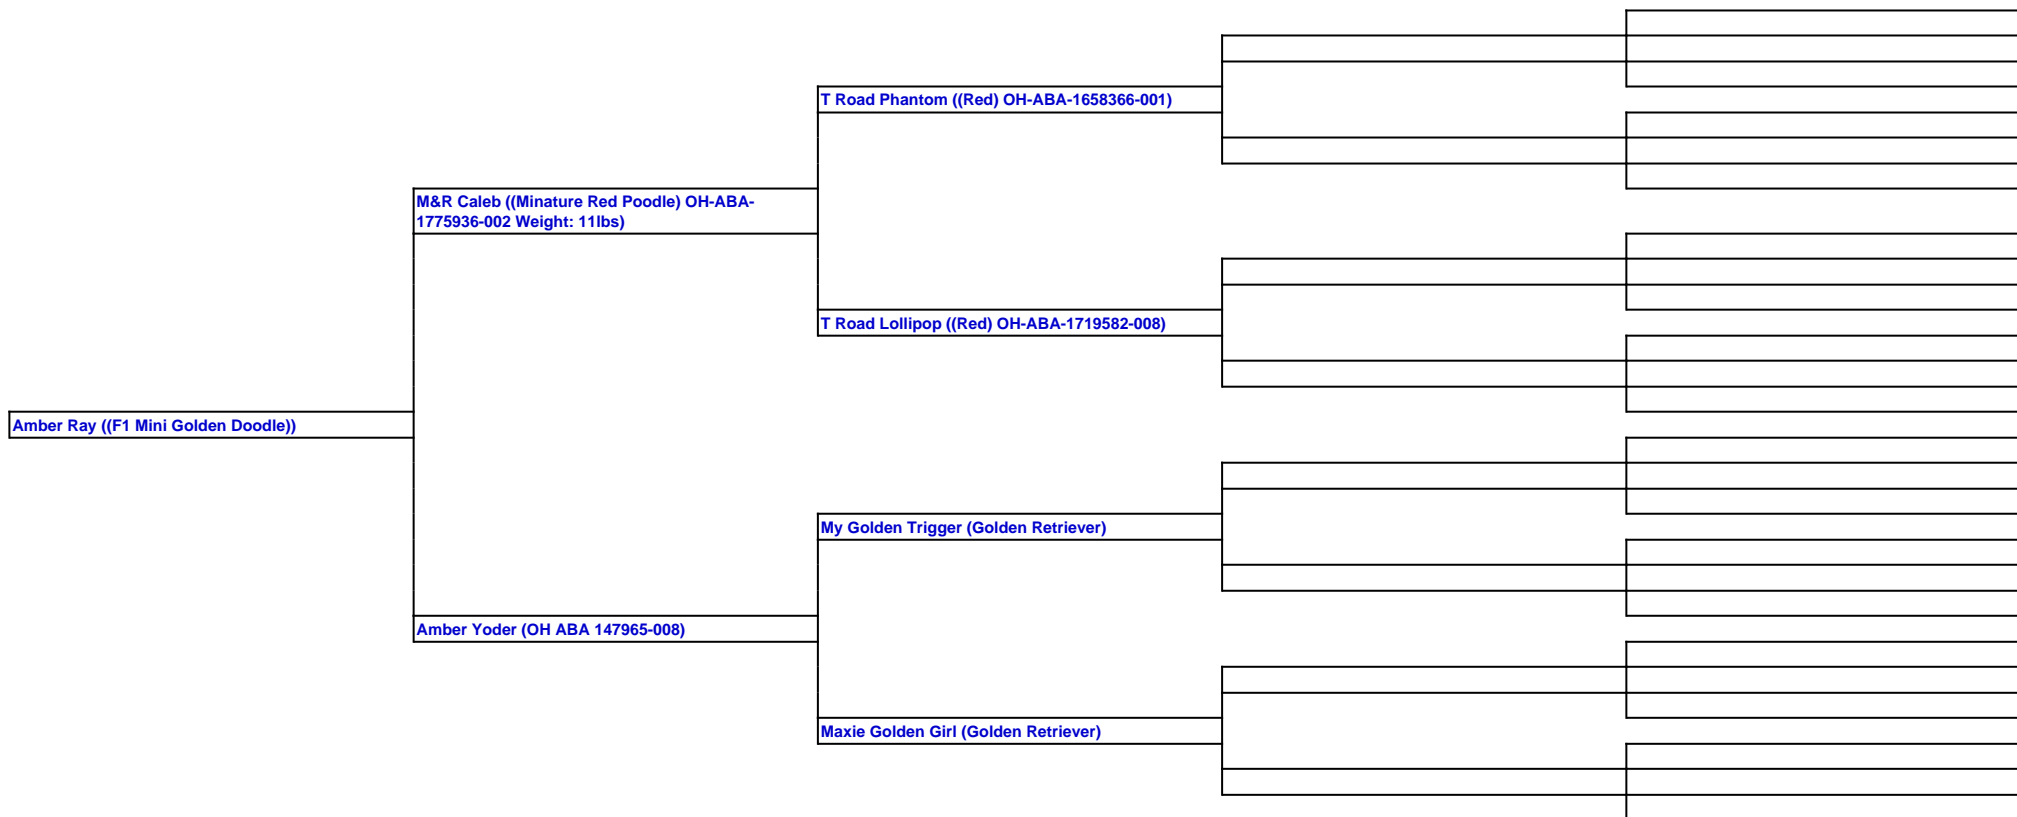 T Road Phantom ((Red) OH-ABA-1658366-001)
M&R Caleb ((Minature Red Poodle) OH-ABA-
1775936-002 Weight: 11lbs)
T Road Lollipop ((Red) OH-ABA-1719582-008)
Amber Ray ((F1 Mini Golden Doodle))
My Golden Trigger (Golden Retriever)
Amber Yoder (OH ABA 147965-008)
Maxie Golden Girl (Golden Retriever)